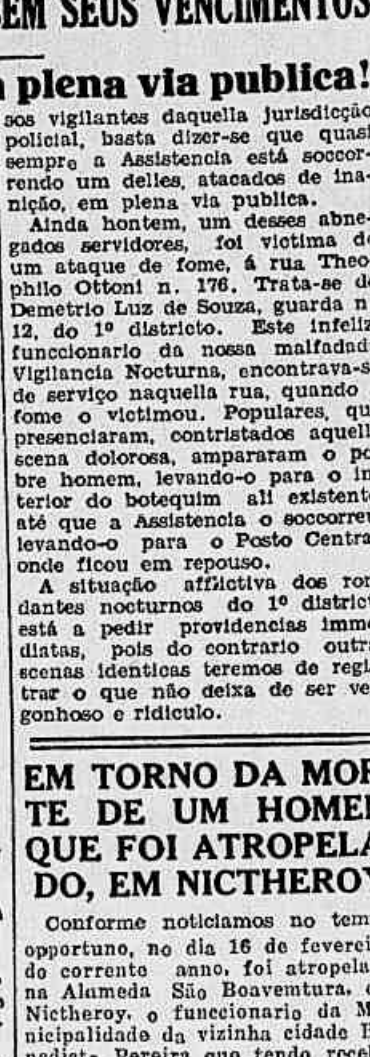 SEUS VENCIMENTOS
plena via publica!
sos vigilantes daquella jurisdicção
policial, basta dizer-se que quasi
sempre a Assistencia está soccor-
rendo um delles, atacados de ina-
nição, em plena via publica.
Ainda hontem, um desses abne-
gados servidores, foi victima de
um ataque de fome, á rua Theo-
philo Ottoni n. 176. Trata-se de
Demetrio Luz de Souza, guarda n.
12, do 1º districto. Este infeliz
funccionario da nossa malfadad
Vigilancia Nocturna, encontrava-s
de serviço naquella rua, quando
fome o victimou. Populares, qu
presenciaram, contristados aquell
scena dolorosa, ampararam o po
bre homem, levando-o para o in
terior do botequim ali existent
até que a Assistencia o soccorreu
levando-o para o Posto Centra
onde ficou em repouso.
A situação afflictiva dos ron
dantes nocturnos do 1º district
está a pedir providencias imme
diatas, pois do contrario outra
scenas identicas teremos de regis
trar o que não deixa de ser ver
gonhoso e ridiculo.
EM TORNO DA MOR
TE DE UM HOMEM
QUE FOI ATROPELA
DO, EM NICTHEROY
Conforme noticiamos no tem
opportuno, no dia 16 de feverei
do corrente anno, foi atropela
na Alameda São Boavemtura,
Nictheroy, o funccionario da M
nicipalidade da vizinha cidade B
Pereira que tendo rece